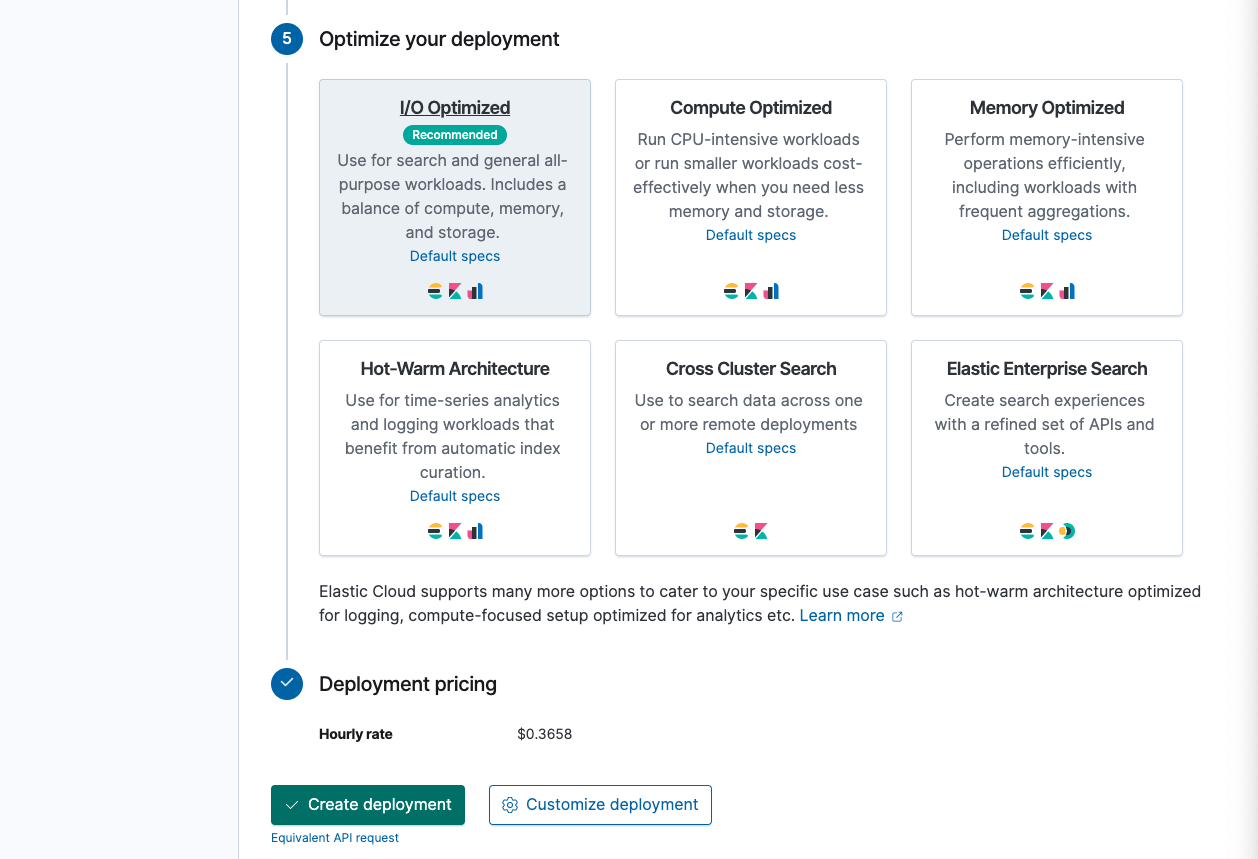 5 Optimize your deployment
I/O Optimized
Recommended
Use for search and general all-
purpose workloads. Includes a
balance of compute, memory,
and storage.
Default specs
Compute Optimized
Run CPU-intensive workloads
or run smaller workloads cost-
effectively when you need less
memory and storage.
Default specs
Memory Optimized
Perform memory-intensive
operations efficiently,
including workloads with
frequent aggregations.
Default specs
Hot-Warm Architecture
Use for time-series analytics
and logging workloads that
benefit from automatic index
curation.
Default specs
Cross Cluster Search
Use to search data across one
or more remote deployments
Default specs
Elastic Enterprise Search
Create search experiences
with a refined set of APIs and
tools.
Default specs
Elastic Cloud supports many more options to cater to your specific use case such as hot-warm architecture optimized
for logging, compute-focused setup optimized for analytics etc. Learn more
Deployment pricing
Hourly rate $0.3658
Create deployment Customize deployment
Equivalent API request